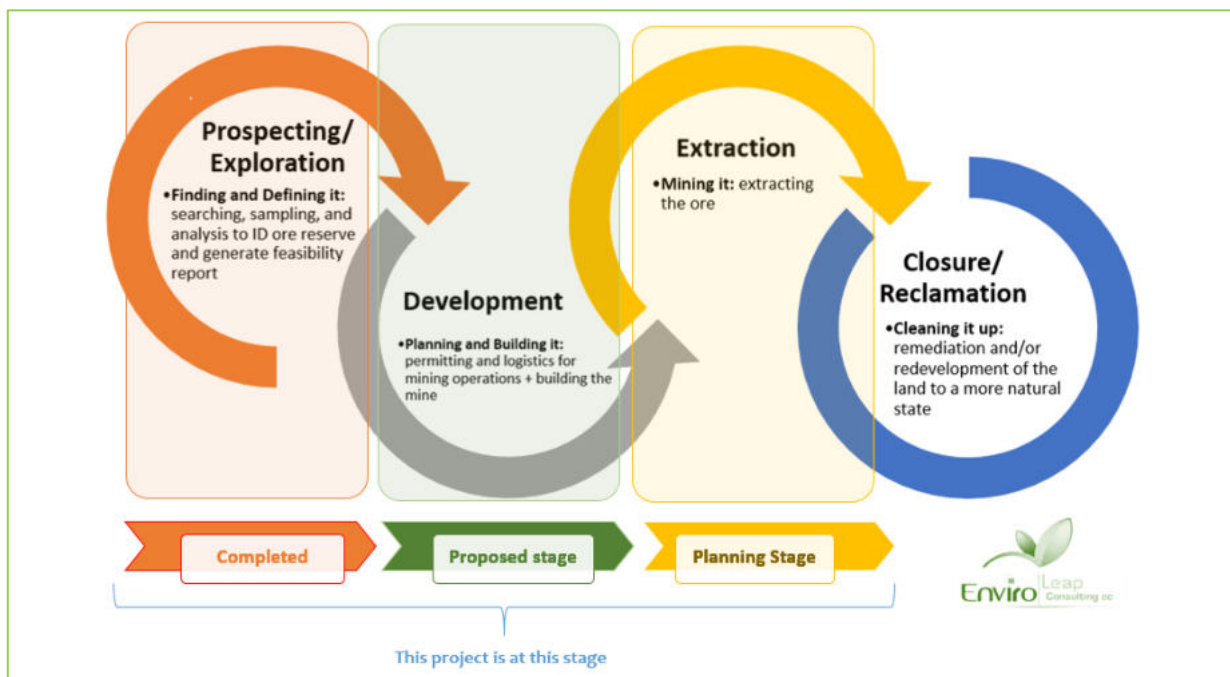 Prospecting/
Exploration
•Finding and Defining it:
searching, sampling, and
analysis to ID ore reserve
and generate feasibility
report
Development
•Planning and Building it:
permitting and logistics for
mining operations + building the
mine
Extraction
•Mining it: extracting
the ore
Closure/
Reclamation
•Cleaning it up:
remediation and/or
redevelopment of the
land to a more natural
state
Completed
Proposed stage
Planning Stage
This project is at this stage
Enviro Leap
Consulting cc